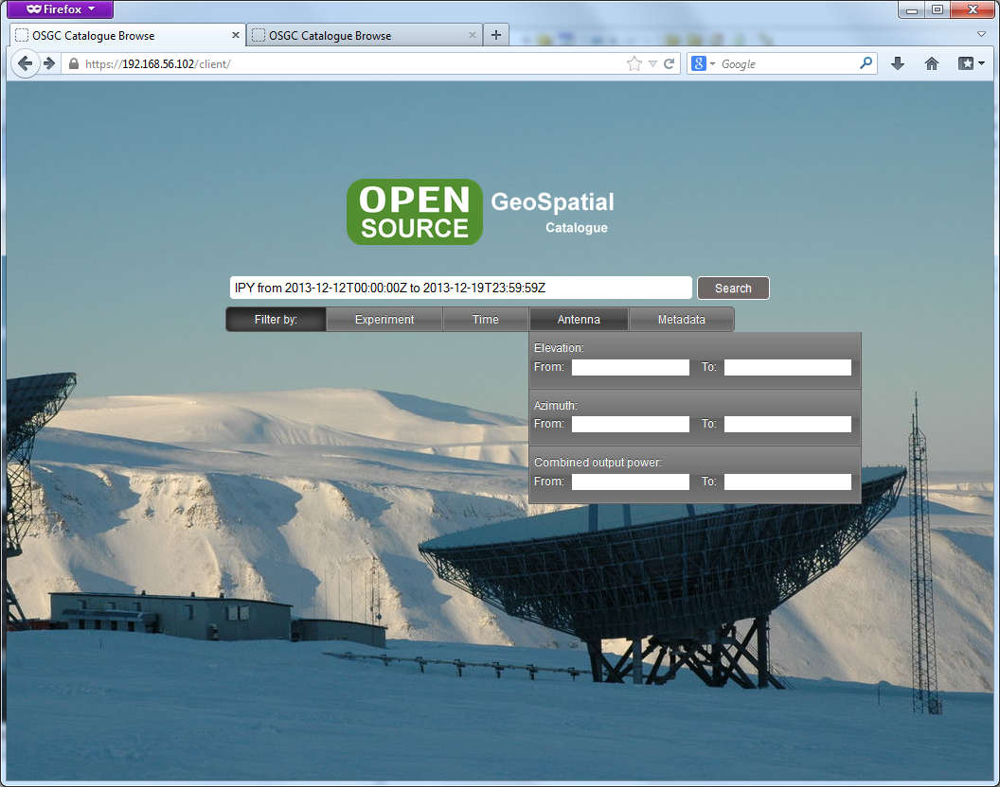 Firefox
OSGC Catalogue Browse
OSGC Catalogue Browse
https://192.168.56.102/client/
Google
OPEN
SOURCE
GeoSpatial
Catalogue
IPY from 2013-12-12T00:00:00Z to 2013-12-19T23:59:59Z
Search
Filter by: Experiment Time Antenna Metadata
Elevation:
From: To:
Azimuth:
From: To:
Combined output power:
From: To: